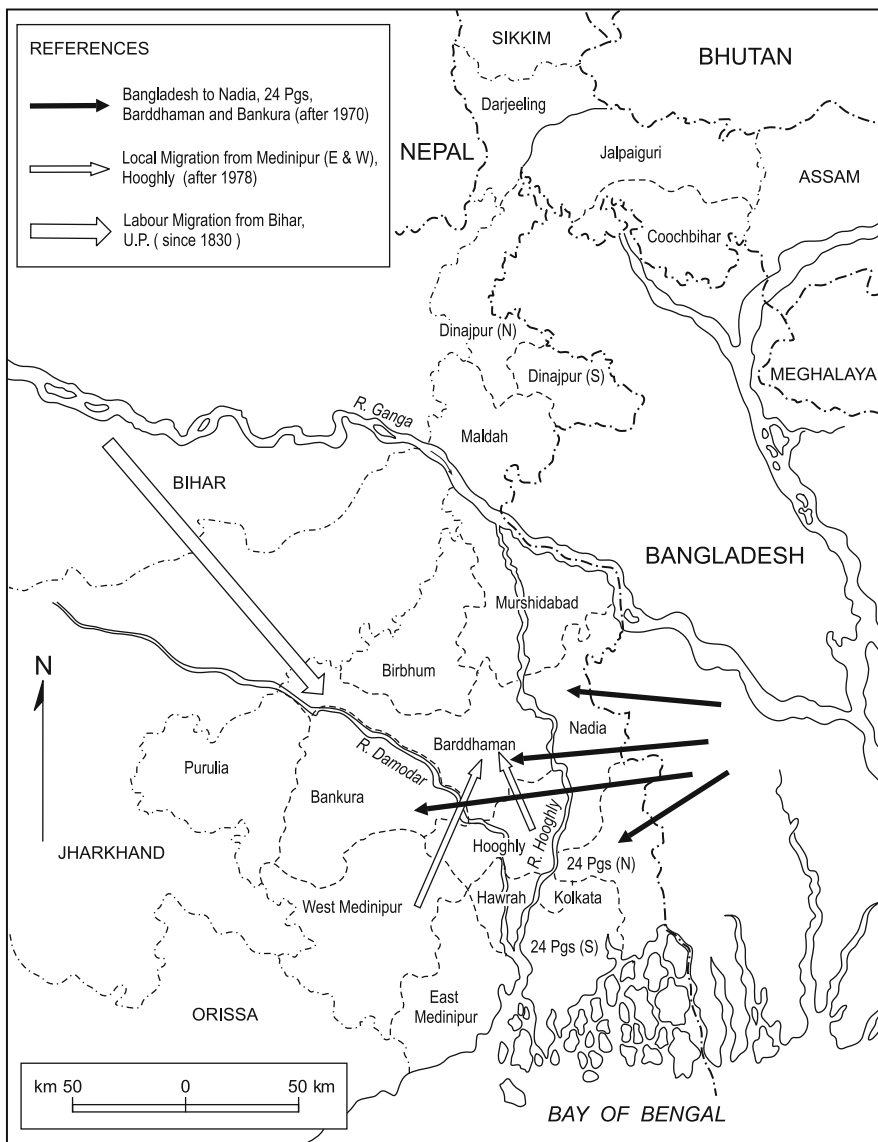 REFERENCES
Bangladesh to Nadia, 24 Pgs,
Barddhaman and Bankura (after 1970)
Local Migration from Medinipur (E & W),
Hooghly (after 1978)
Labour Migration from Bihar,
U.P. ( since 1830 )
SIKKIM
BHUTAN
Darjeeling
NEPAL
Jalpaiguri
ASSAM
Coochbihar
Dinajpur (N)
Dinajpur (S)
MEGHALAYA
R. Ganga
Maldah
BIHAR
BANGLADESH
Murshidabad
N
Birbhum
Nadia
Barddhaman
R. Damodar
Purulia
Bankura
R. Hooghly
Hooghly
JHARKHAND
24 Pgs (N)
West Medinipur
Hawrah
Kolkata
24 Pgs (S)
East
Medinipur
ORISSA
km 50 0 50 km
BAY OF BENGAL